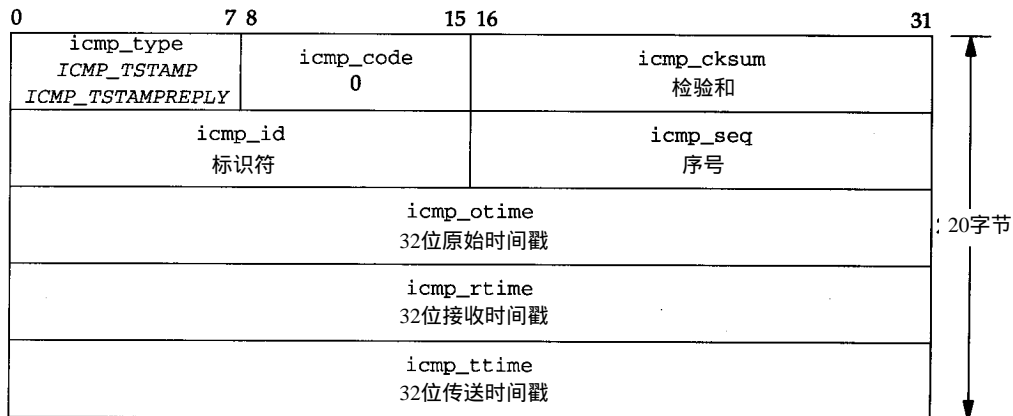 0 7 8 15 16 31
icmp_type
ICMP_TSTAMP
ICMP_TSTAMPREPLY
icmp_code
0
icmp_cksum
检验和
icmp_id
标识符
icmp_seq
序号
icmp_otime
32位原始时间戳
20字节
icmp_rtime
32位接收时间戳
icmp_ttime
32位传送时间戳